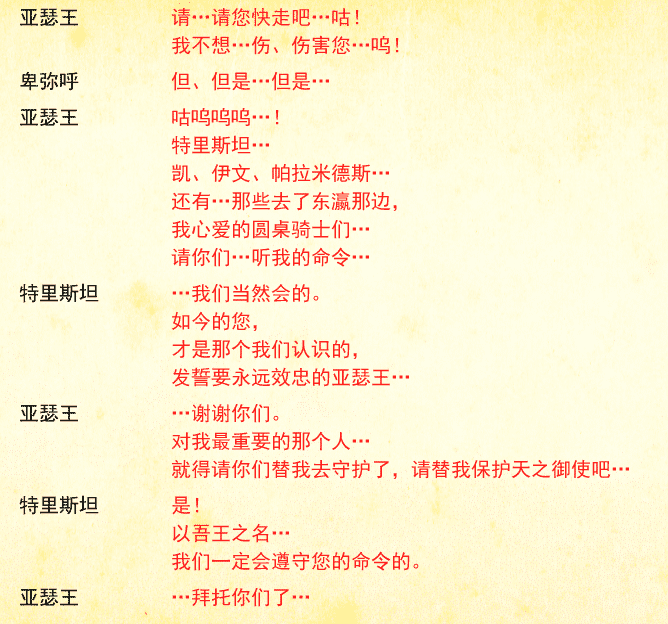 亚瑟王 请…请您快走吧…咕！
我不想…伤、伤害您…呜！
卑弥呼 但、但是…但是…
亚瑟王 咕呜呜呜…！
特里斯坦…
凯、伊文、帕拉米德斯…
还有…那些去了东瀛那边，
我心爱的圆桌骑士们…
请你们…听我的命令…
特里斯坦 …我们当然会的。
如今的您，
才是那个我们认识的，
发誓要永远效忠的亚瑟王…
亚瑟王 …谢谢你们。
对我最重要的那个人…
就得请你们替我去守护了，请替我保护天之御使吧…
特里斯坦 是！
以吾王之名…
我们一定会遵守您的命令的。
亚瑟王 …拜托你们了…